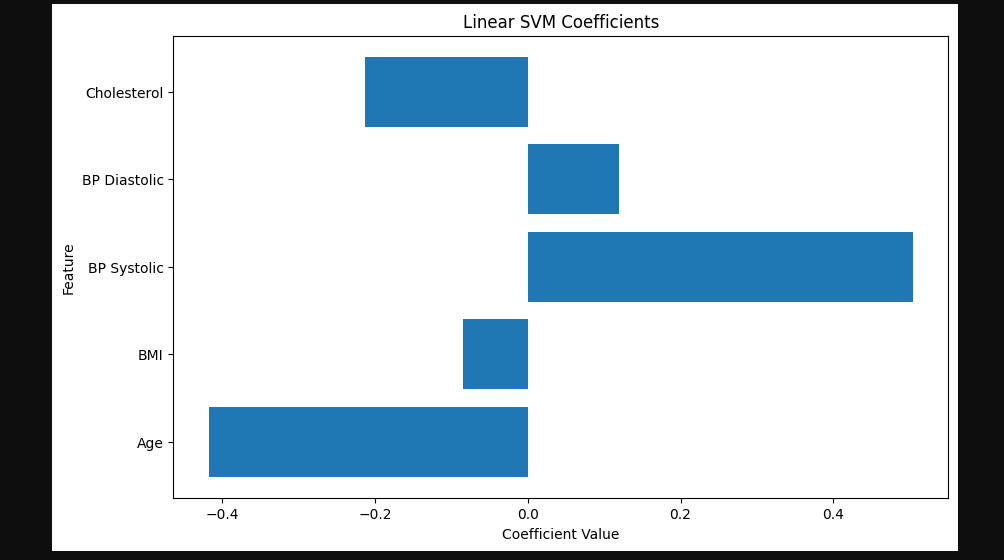 Linear SVM Coefficients
Cholesterol
BP Diastolic
BP Systolic
BMI
Age
Feature
−0.4
−0.2
0.0
0.2
0.4
Coefficient Value